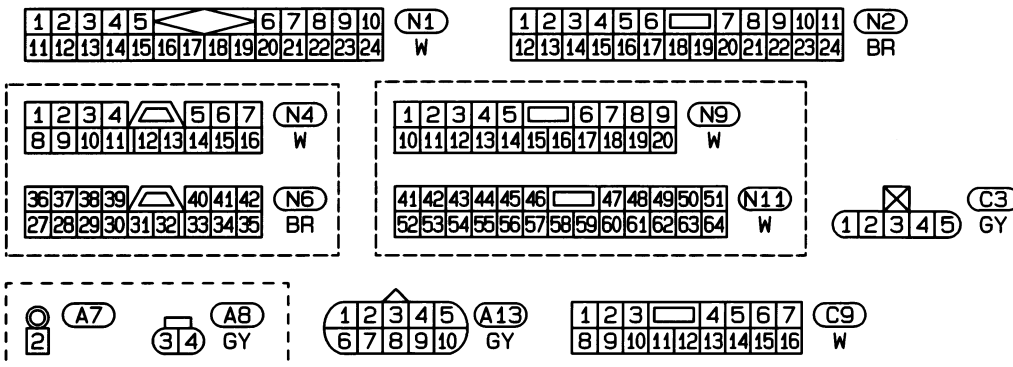 1 2 3 4 5 6 7 8 9 10 N1
11 12 13 14 15 16 17 18 19 20 21 22 23 24 W
1 2 3 4 5 6 7 8 9 10 11 N2
12 13 14 15 16 17 18 19 20 21 22 23 24 BR
1 2 3 4 5 6 7 N4
8 9 10 11 12 13 14 15 16 W
1 2 3 4 5 6 7 8 9 N9
10 11 12 13 14 15 16 17 18 19 20 W
36 37 38 39 40 41 42 N6
27 28 29 30 31 32 33 34 35 BR
41 42 43 44 45 46 47 48 49 50 51 N11
52 53 54 55 56 57 58 59 60 61 62 63 64 W
C3
1 2 3 4 5 GY
A7
2
A8
3 4 GY
1 2 3 4 5 A13
6 7 8 9 10 GY
1 2 3 4 5 6 7 C9
8 9 10 11 12 13 14 15 16 W